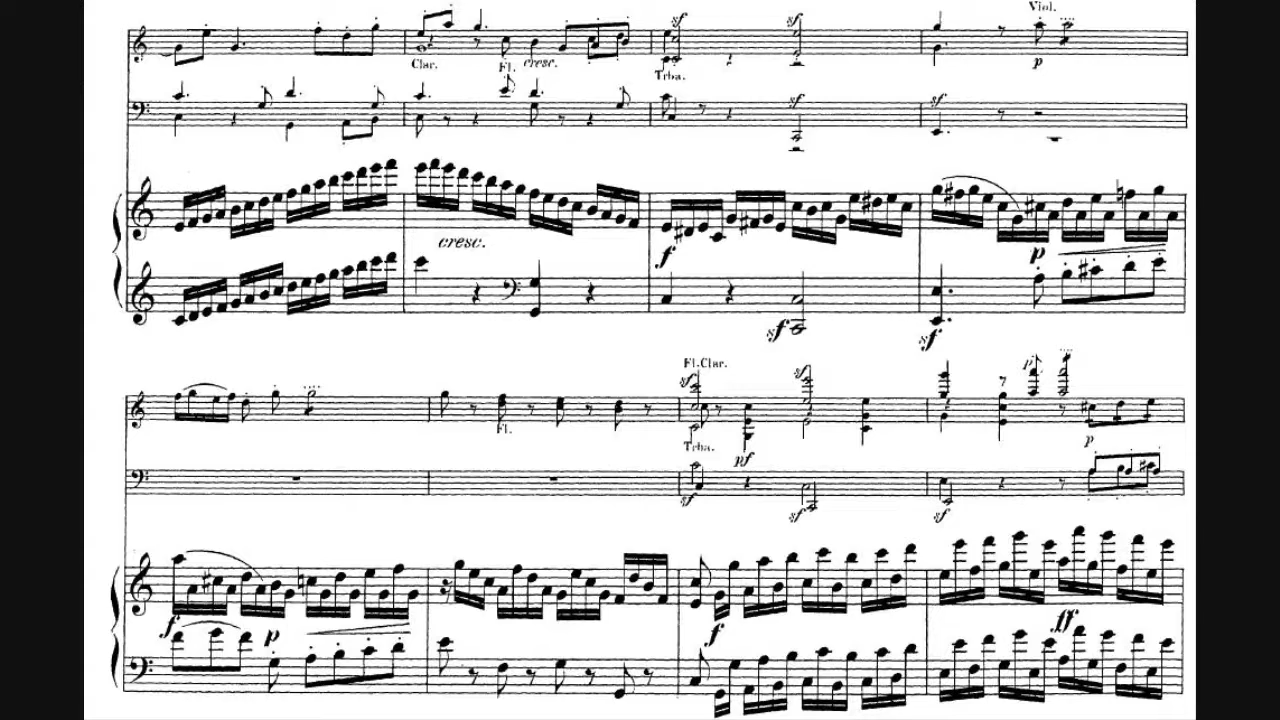 Viol.
sf sf
Clar. Fl. cresc. p
Trba.
sf sf
cresc. f p
sf sf
Fl.Clar.
sf sf p
Fl. p
Trba. pf
sf sf sf
f p f ff